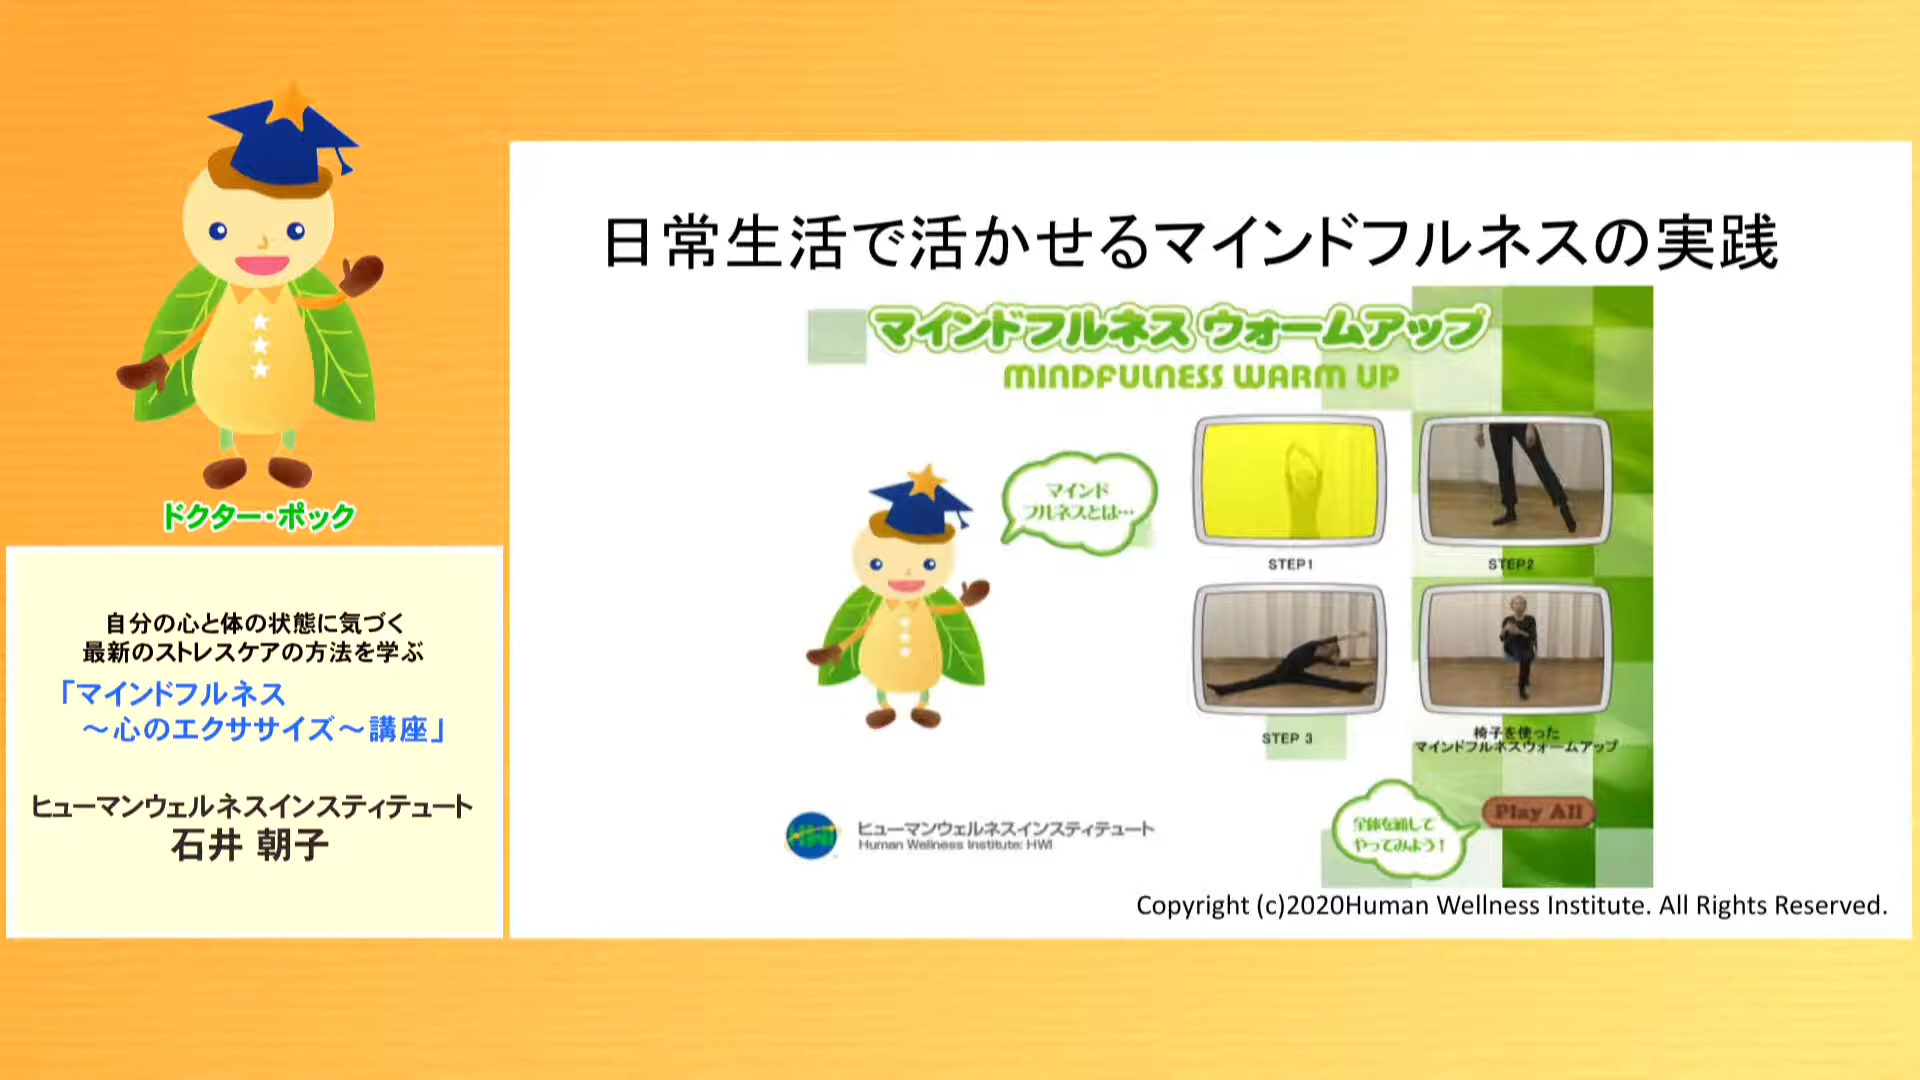 ドクター・ポック
自分の心と体の状態に気づく
最新のストレスケアの方法を学ぶ
「マインドフルネス
～心のエクササイズ～講座」
ヒューマンウェルネスインスティテュート
石井 朝子
日常生活で活かせるマインドフルネスの実践
マインドフルネス ウォームアップ
MINDFULNESS WARM UP
マインド
フルネスとは…
STEP1
STEP2
STEP 3
椅子を使った
マインドフルネスウォームアップ
全体を通して
やってみよう！
Play All
HWI
ヒューマンウェルネスインスティテュート
Human Wellness Institute: HWI
Copyright (c)2020Human Wellness Institute. All Rights Reserved.